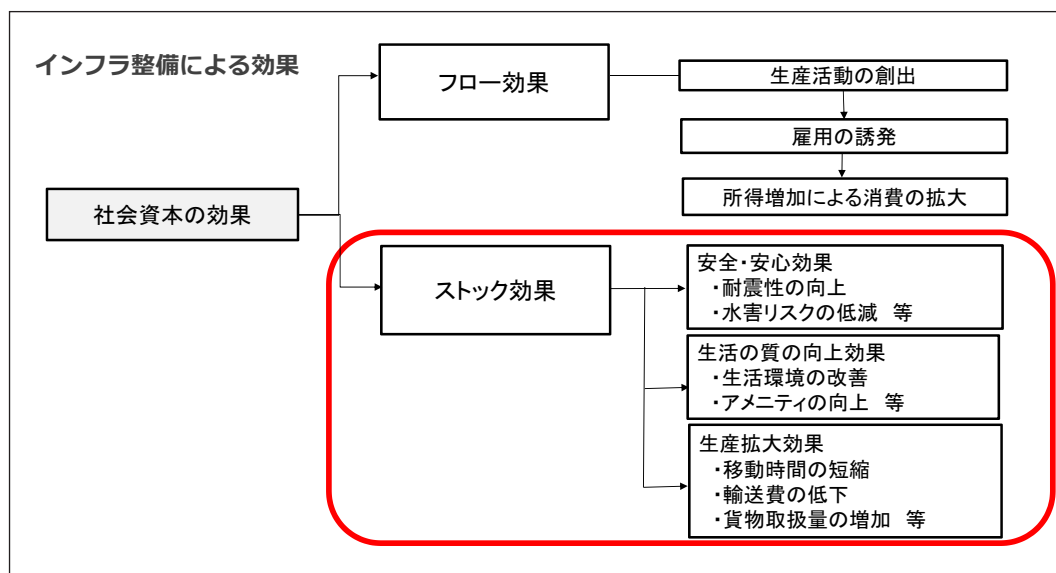 インフラ整備による効果
フロー効果
生産活動の創出
雇用の誘発
所得増加による消費の拡大
社会資本の効果
ストック効果
安全・安心効果
・耐震性の向上
・水害リスクの低減 等
生活の質の向上効果
・生活環境の改善
・アメニティの向上 等
生産拡大効果
・移動時間の短縮
・輸送費の低下
・貨物取扱量の増加 等